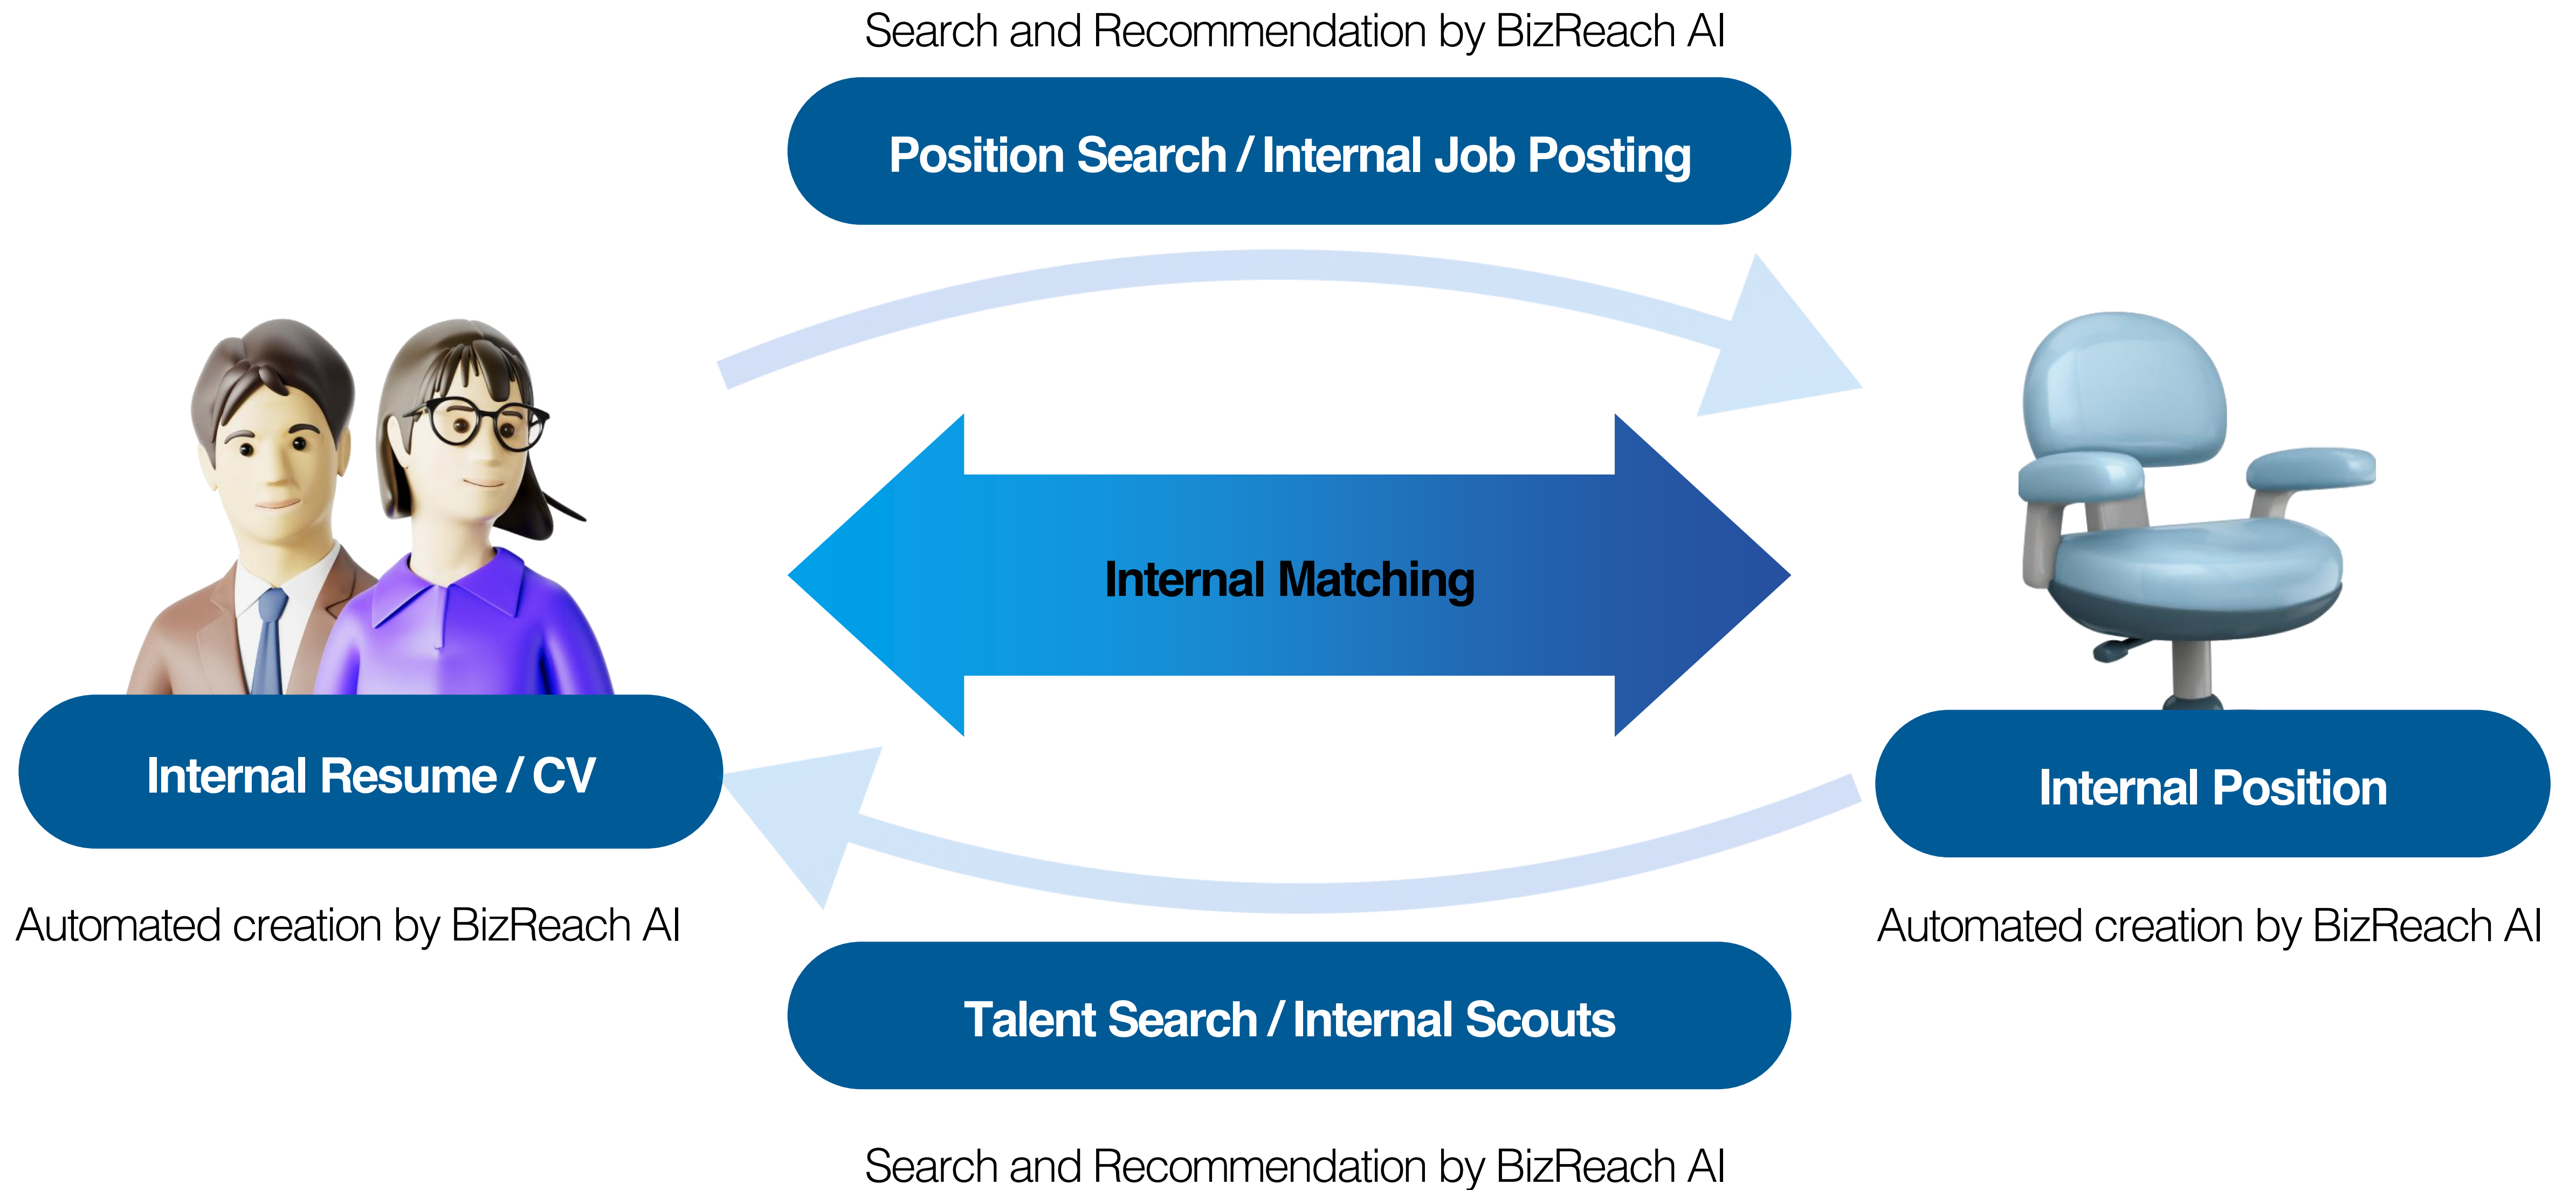 Search and Recommendation by BizReach AI
Position Search / Internal Job Posting
Internal Matching
Internal Resume / CV
Internal Position
Automated creation by BizReach AI
Automated creation by BizReach AI
Talent Search / Internal Scouts
Search and Recommendation by BizReach AI